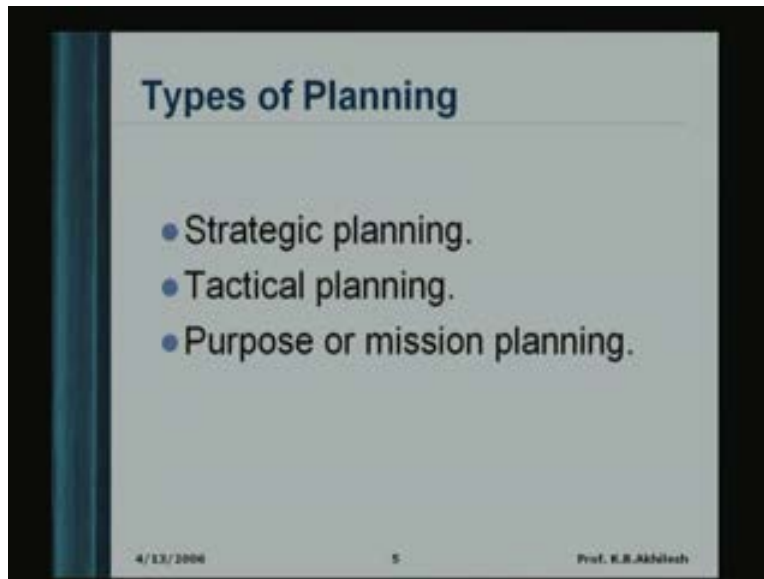 Types of Planning
Strategic planning.
Tactical planning.
Purpose or mission planning.
4/13/2006
5
Prof. K.B.Akhilesh